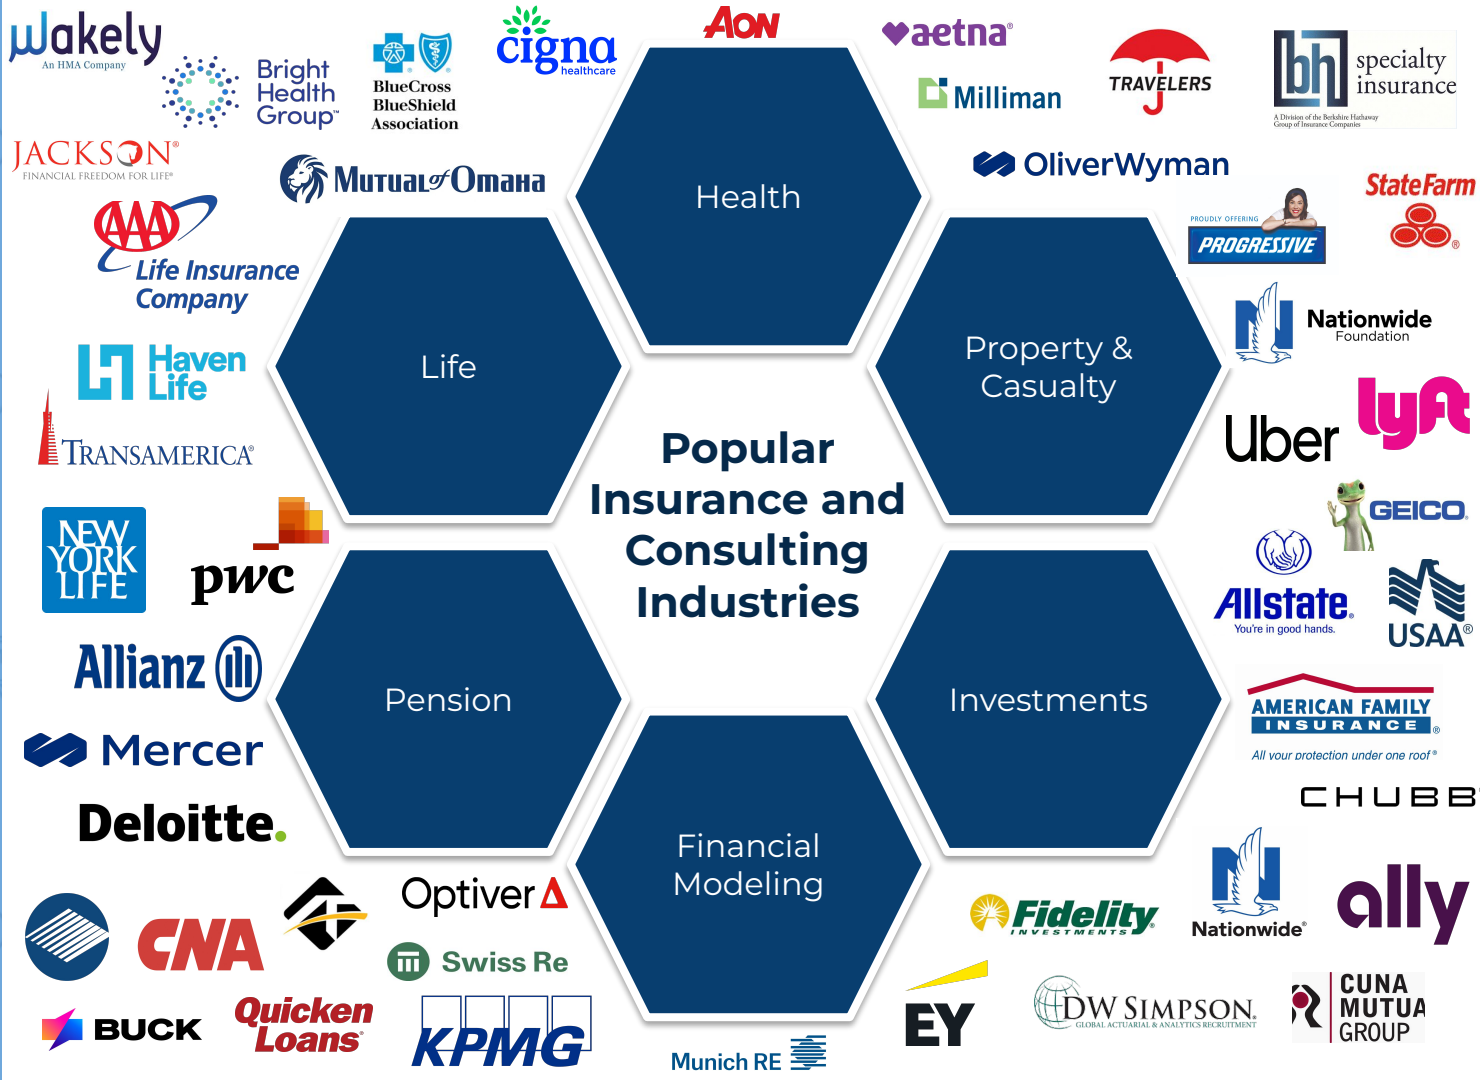 Wakely
An HMA Company
Bright
Health
Group™
BlueCross
BlueShield
Association
cigna
healthcare
AON
aetna®
Milliman
TRAVELERS
bh
specialty
insurance
A Division of the Berkshire Hathaway
Group of Insurance Companies
JACKSON®
FINANCIAL FREEDOM FOR LIFE®
MUTUAL of OMAHA
OliverWyman
StateFarm
®
PROUDLY OFFERING
PROGRESSIVE
AAA
Life Insurance
Company
Health
Life
Property &
Casualty
N
Nationwide
Foundation
Haven
Life
TRANSAMERICA®
Uber
lyft
Popular
Insurance and
Consulting
Industries
NEW
YORK
LIFE
pwc
GEICO
Allstate®
You're in good hands.
USAA®
Allianz
Mercer
Deloitte.
Pension
Investments
AMERICAN FAMILY
INSURANCE®
All your protection under one roof®
CHUBB
Financial
Modeling
CNA
Optiver
Swiss Re
Fidelity®
INVESTMENTS
N
Nationwide®
ally
BUCK
Quicken
Loans
KPMG
Munich RE
EY
DW SIMPSON
GLOBAL ACTUARIAL & ANALYTICS RECRUITMENT
CUNA
MUTUA
GROUP